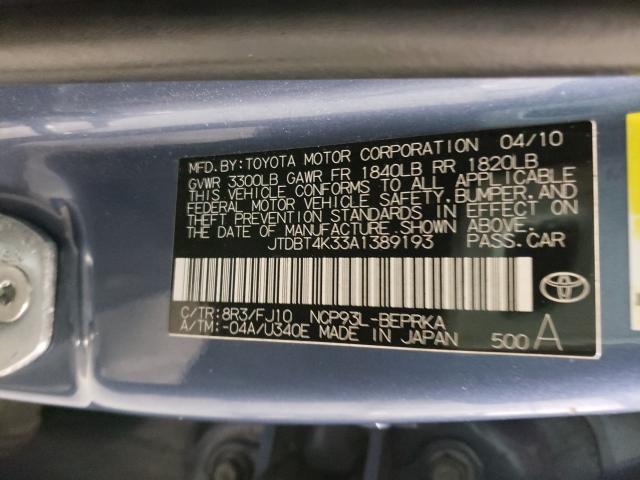 MFD. BY: TOYOTA MOTOR CORPORATION 04/10
GVWR 3300LB GAWR FR 1840LB RR 1820LB
THIS VEHICLE CONFORMS TO ALL APPLICABLE
FEDERAL MOTOR VEHICLE SAFETY, BUMPER, AND
THEFT PREVENTION STANDARDS IN EFFECT ON
THE DATE OF MANUFACTURE SHOWN ABOVE.
JTDBT4K33A1389193 PASS. CAR
C/TR: 8R3/FJ10 NCP93L-BEPRKA
A/TM: -04A/U340E MADE IN JAPAN 500 A